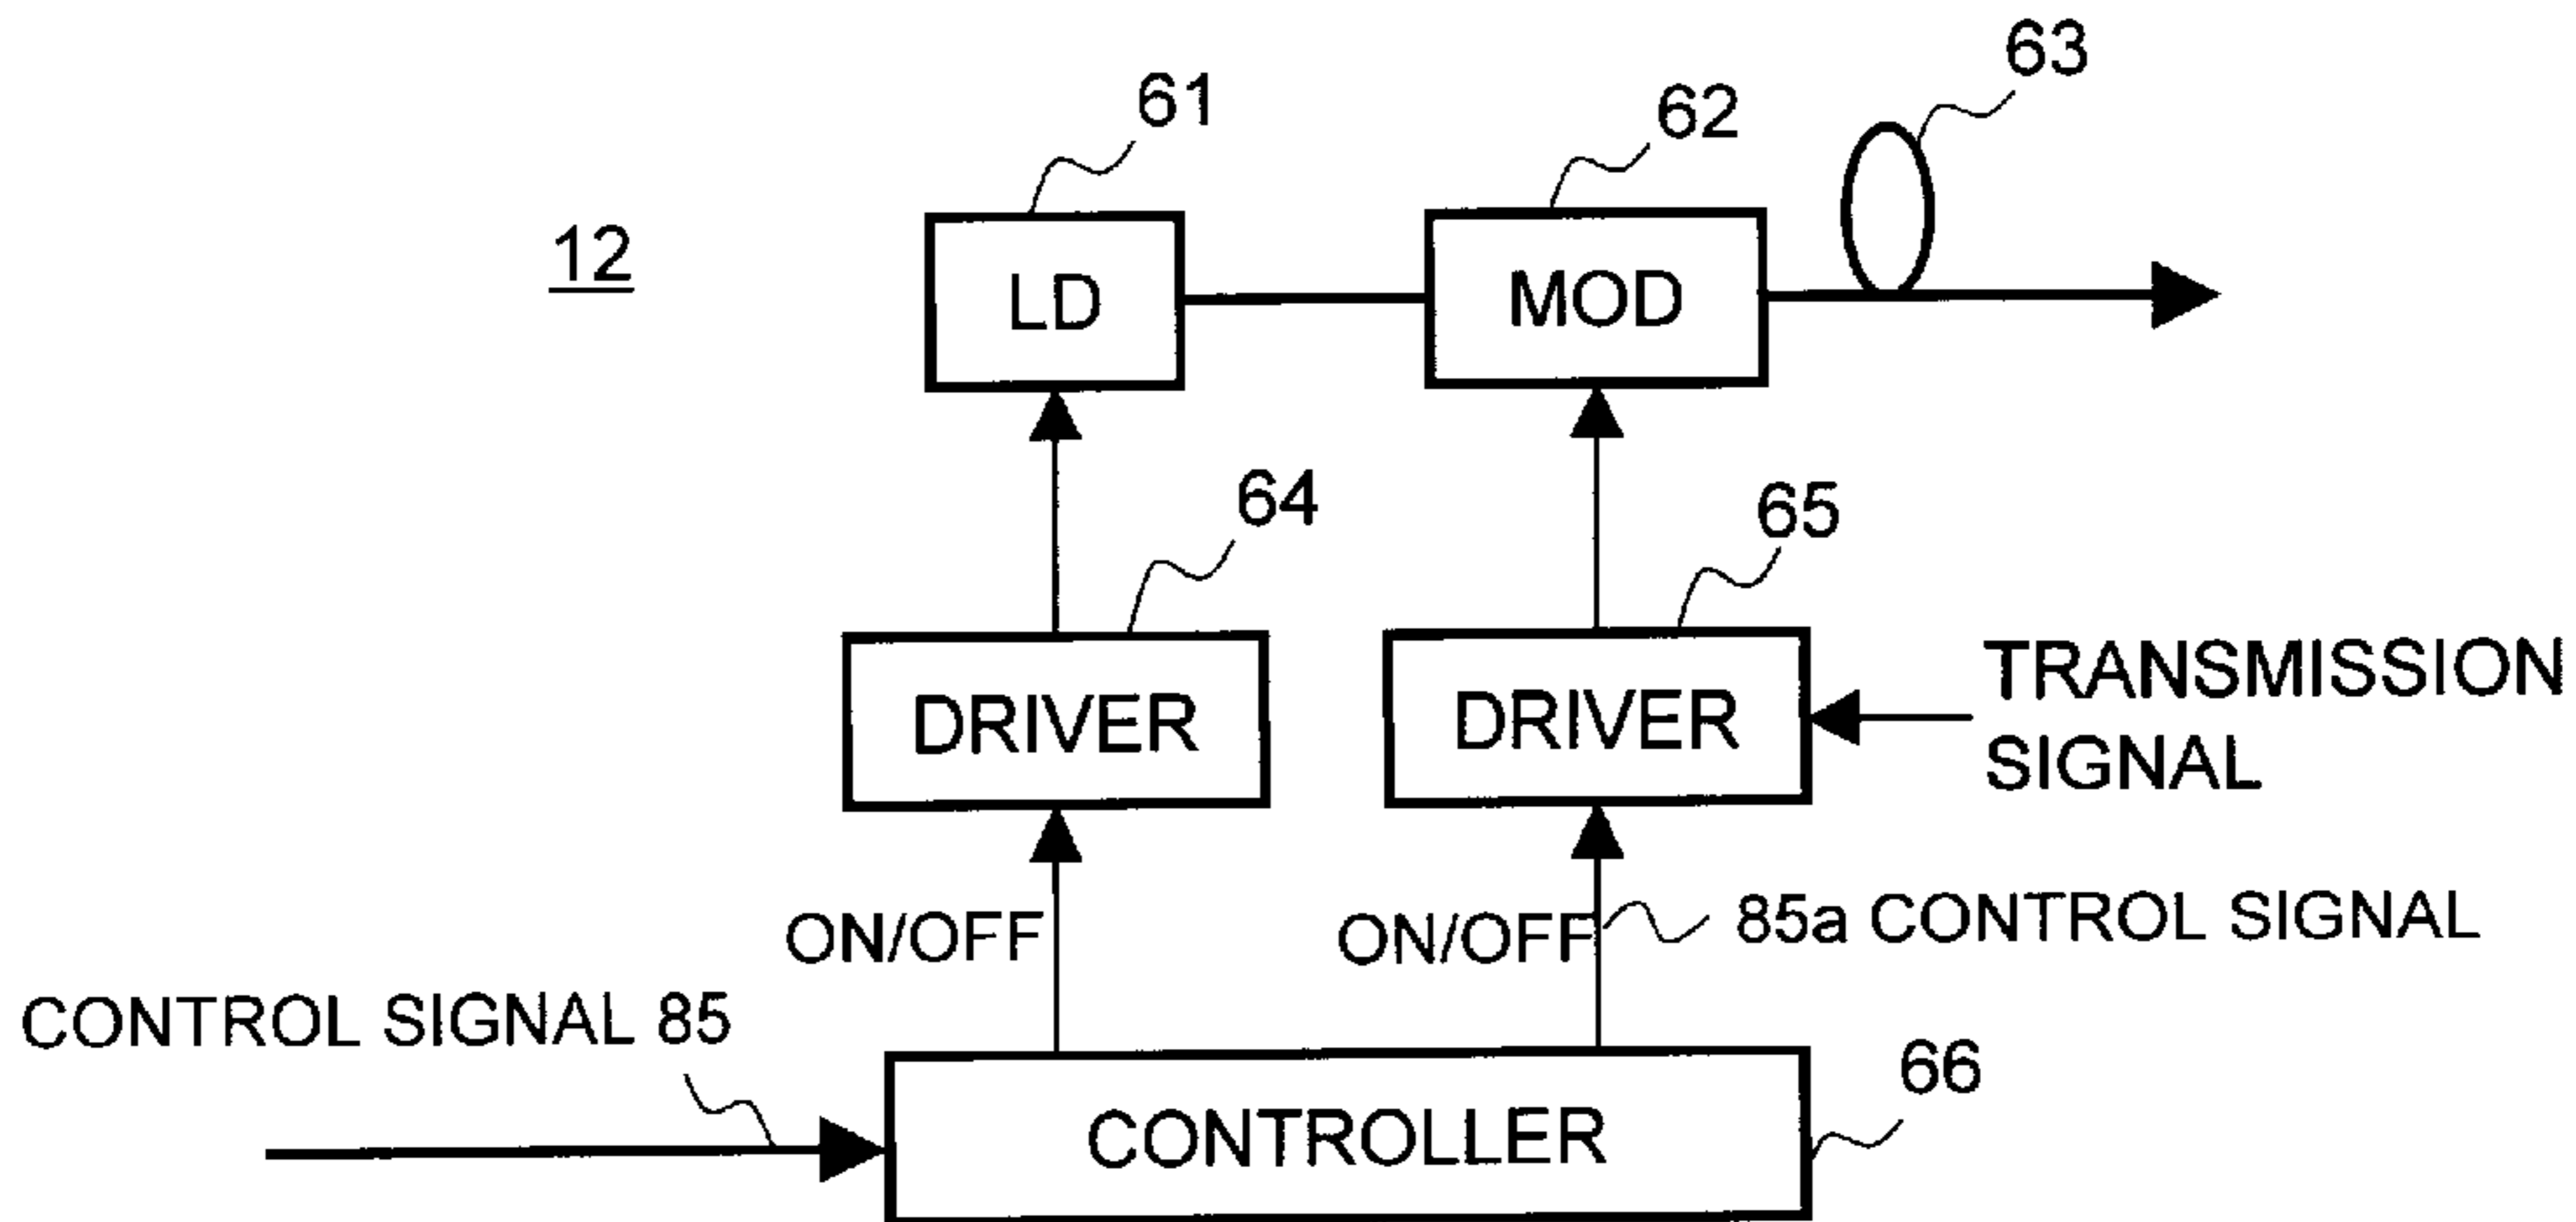 63
61
62
12
LD
MOD
64
65
DRIVER
DRIVER
TRANSMISSION
SIGNAL
ON/OFF
ON/OFF
85a CONTROL SIGNAL
CONTROL SIGNAL 85
66
CONTROLLER